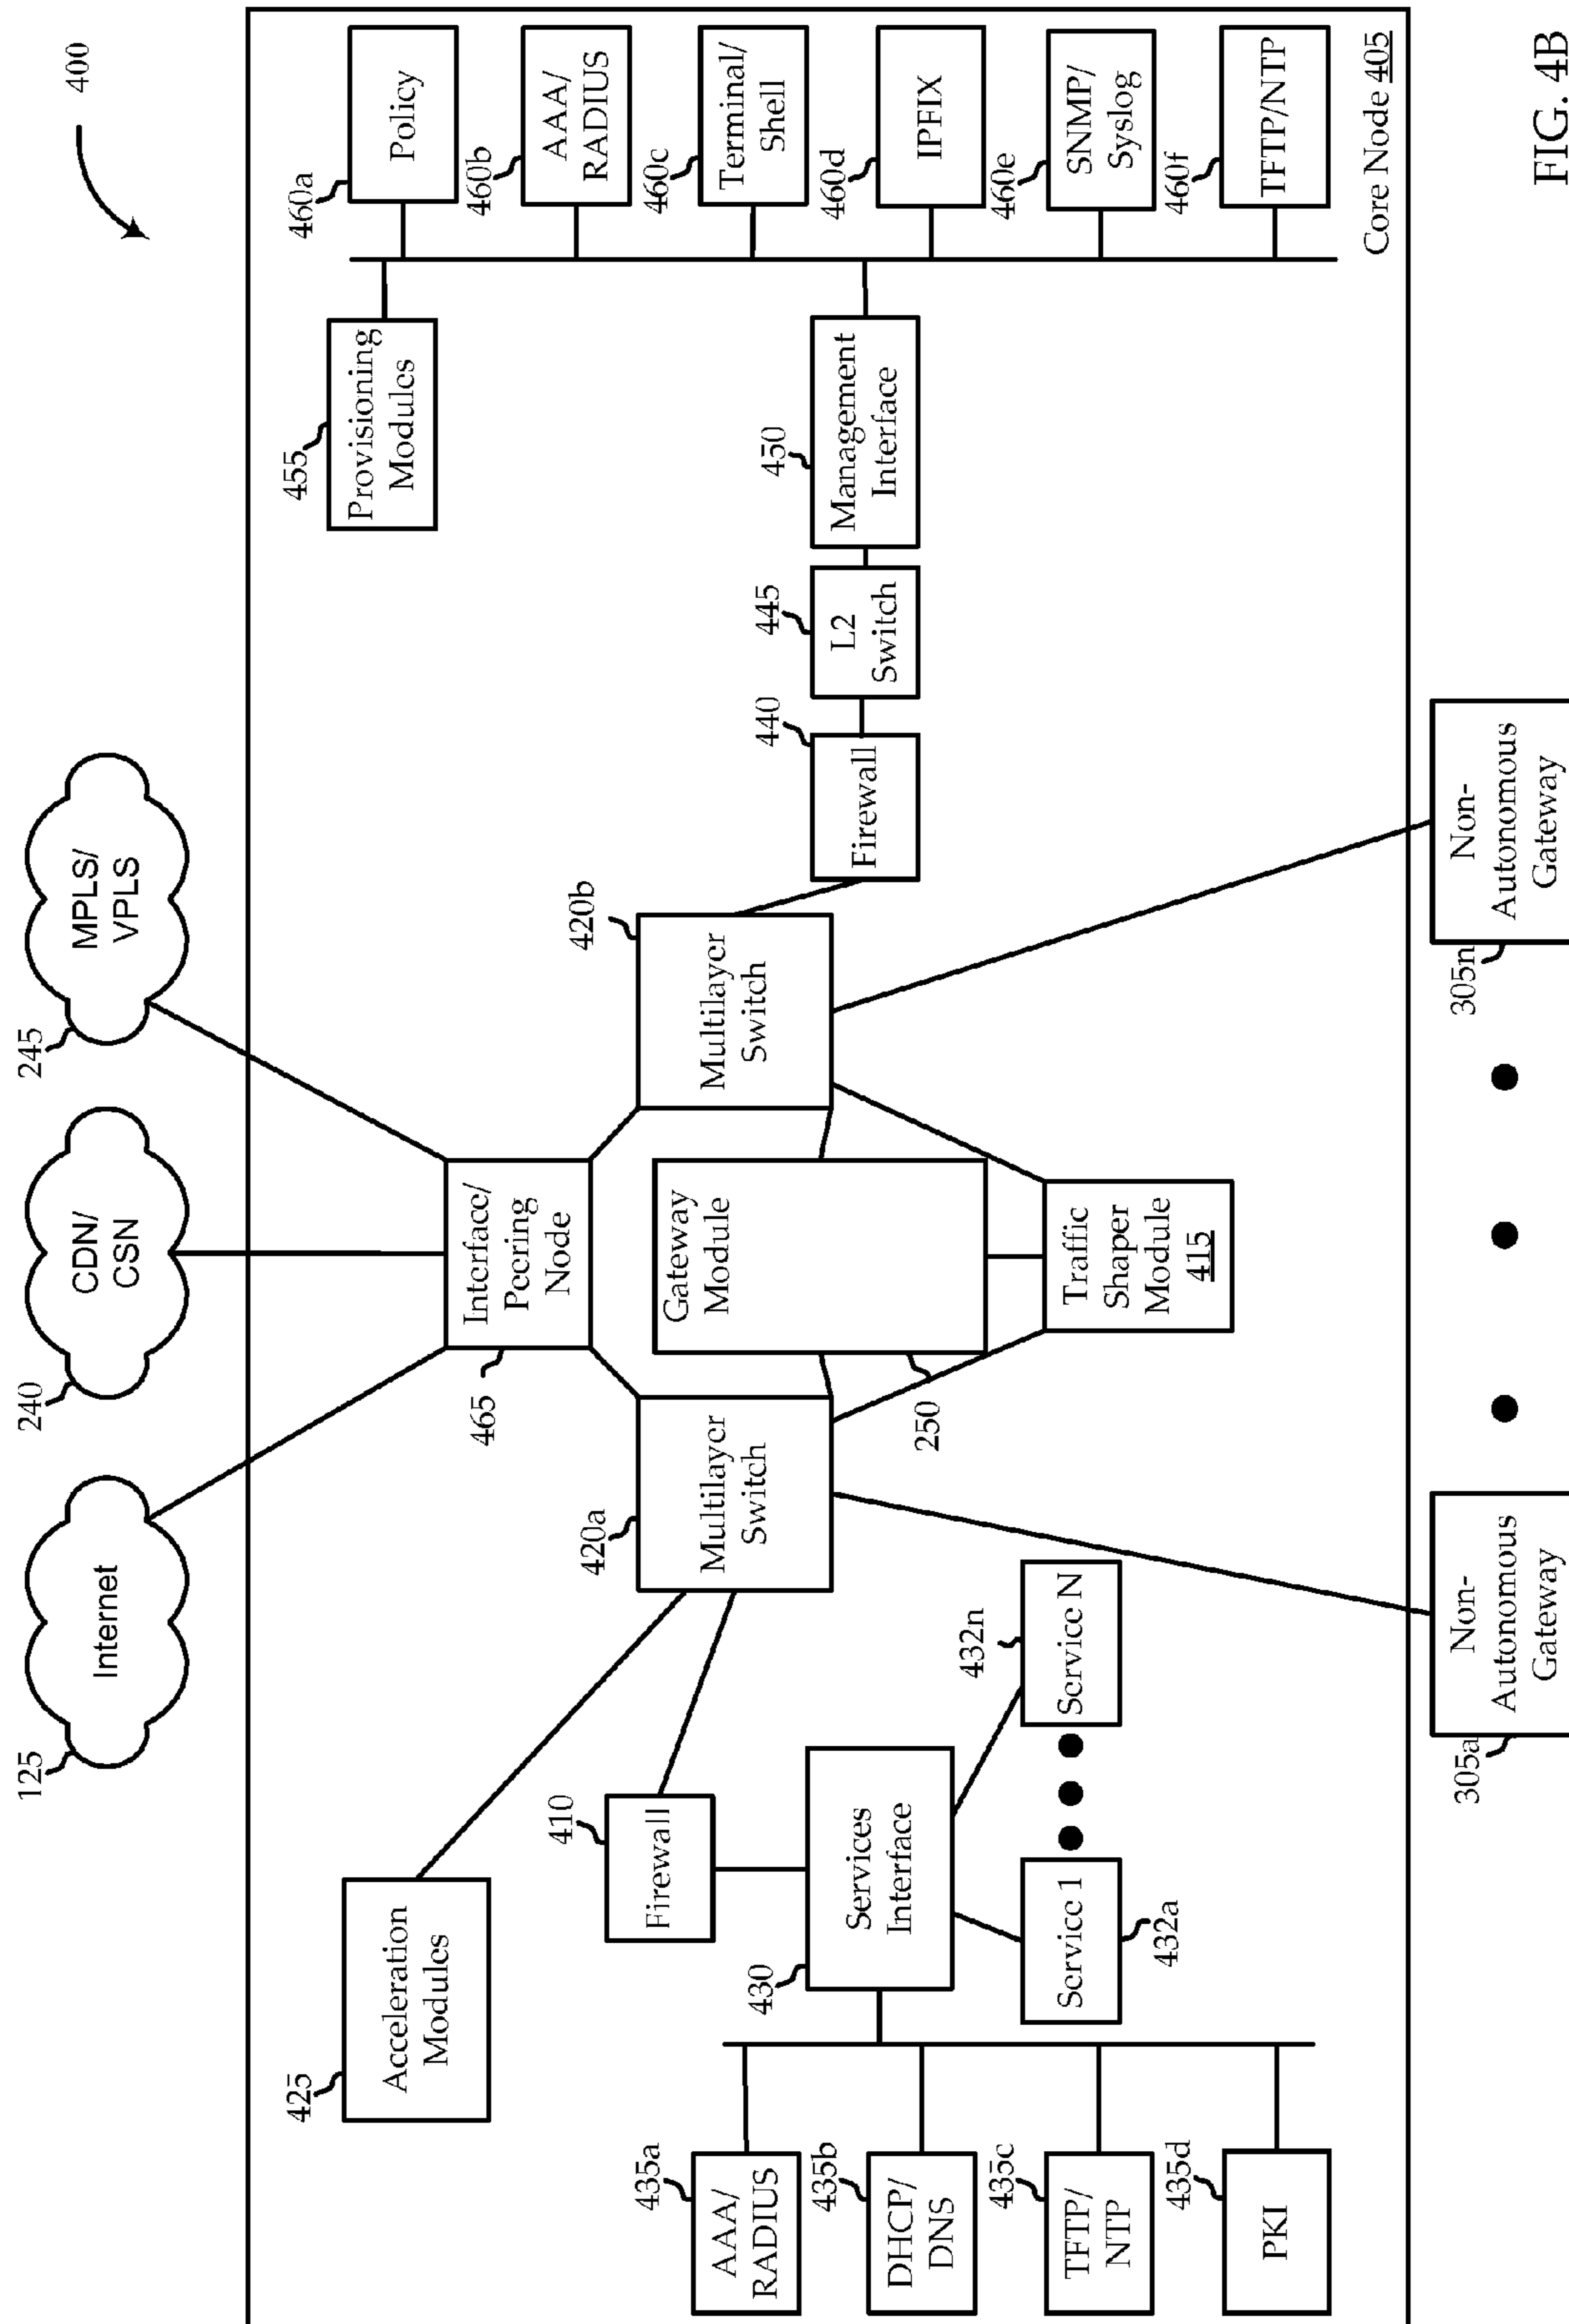 400
125
Internet
240
CDN/
CSN
245
MPLS/
VPLS
425
Acceleration
Modules
465
Interface/
Peering
Node
455
Provisioning
Modules
460a
Policy
460b
AAA/
RADIUS
460c
Terminal/
Shell
460d
IPFIX
460e
SNMP/
Syslog
460f
TFTP/NTP
410
Firewall
420a
Multilayer
Switch
Gateway
Module
250
420b
Multilayer
Switch
440
Firewall
445
L2
Switch
450
Management
Interface
435a
AAA/
RADIUS
435b
DHCP/
DNS
435c
TFTP/
NTP
435d
PKI
430
Services
Interface
Service 1
432a
432n
Service N
Traffic
Shaper
Module
415
Core Node 405
305a
Non-
Autonomous
Gateway
305n
Non-
Autonomous
Gateway
FIG. 4B